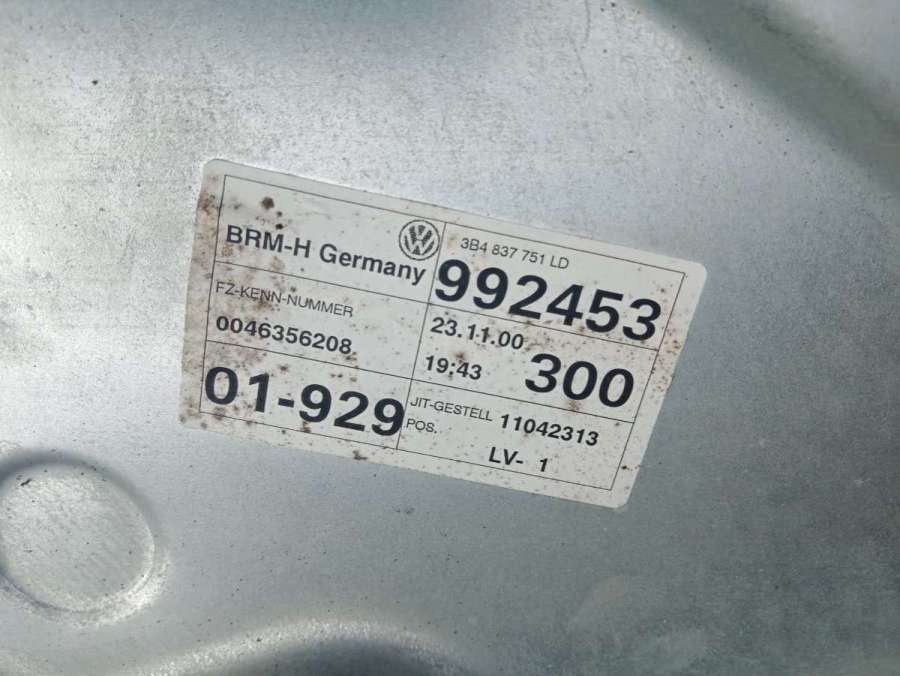 BRM-H Germany
3B4 837 751 LD
992453
FZ-KENN-NUMMER
0046356208
23.11.00
19:43
300
01-929
JIT-GESTELL 11042313
POS.
LV- 1